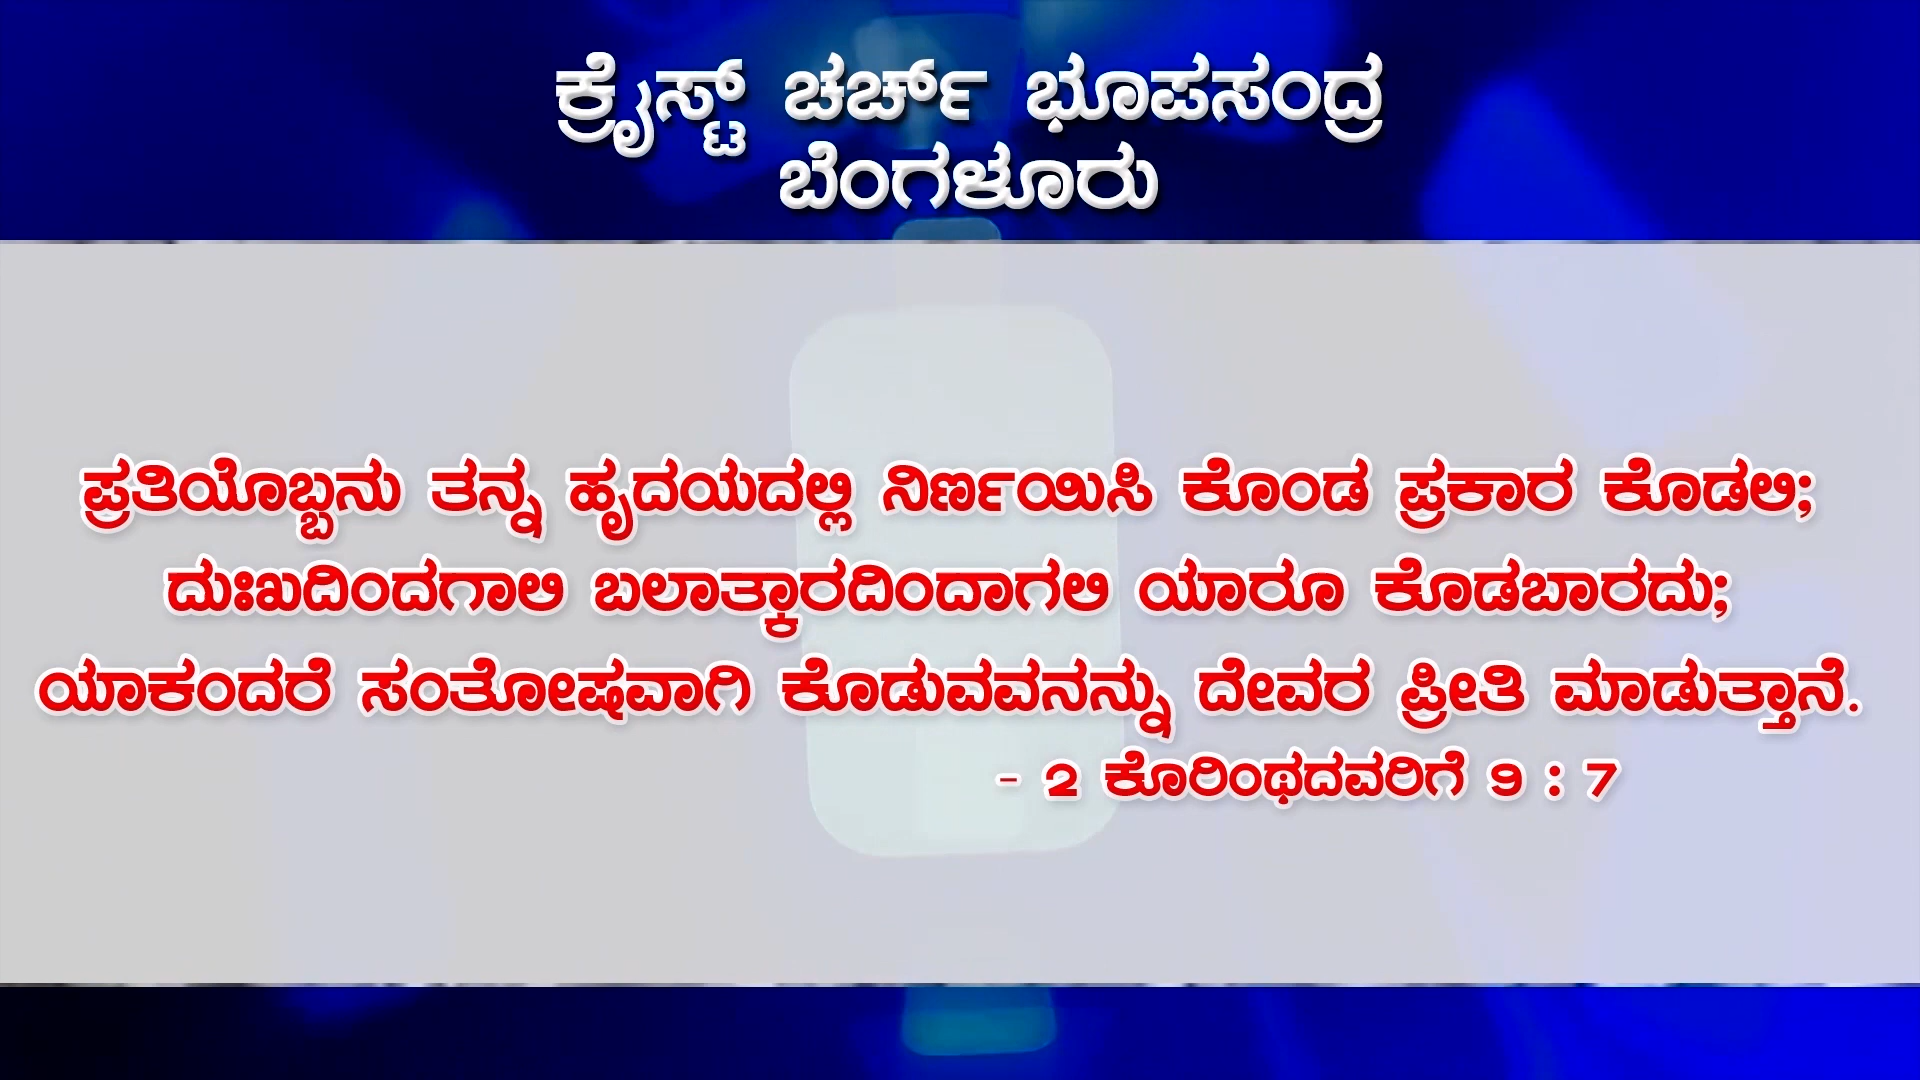 ಕ್ರೈಸ್ಟ್ ಚರ್ಚ್ ಭೂಪಸಂದ್ರ
ಬೆಂಗಳೂರು
ಪ್ರತಿಯೊಬ್ಬನು ತನ್ನ ಹೃದಯದಲ್ಲಿ ನಿರ್ಣಯಿಸಿ ಕೊಂಡ ಪ್ರಕಾರ ಕೊಡಲಿ;
ದುಃಖದಿಂದಗಾಲಿ ಬಲಾತ್ಕಾರದಿಂದಾಗಲಿ ಯಾರೂ ಕೊಡಬಾರದು;
ಯಾಕಂದರೆ ಸಂತೋಷವಾಗಿ ಕೊಡುವವನನ್ನು ದೇವರ ಪ್ರೀತಿ ಮಾಡುತ್ತಾನೆ.
- 2 ಕೊರಿಂಥದವರಿಗೆ 9 : 7